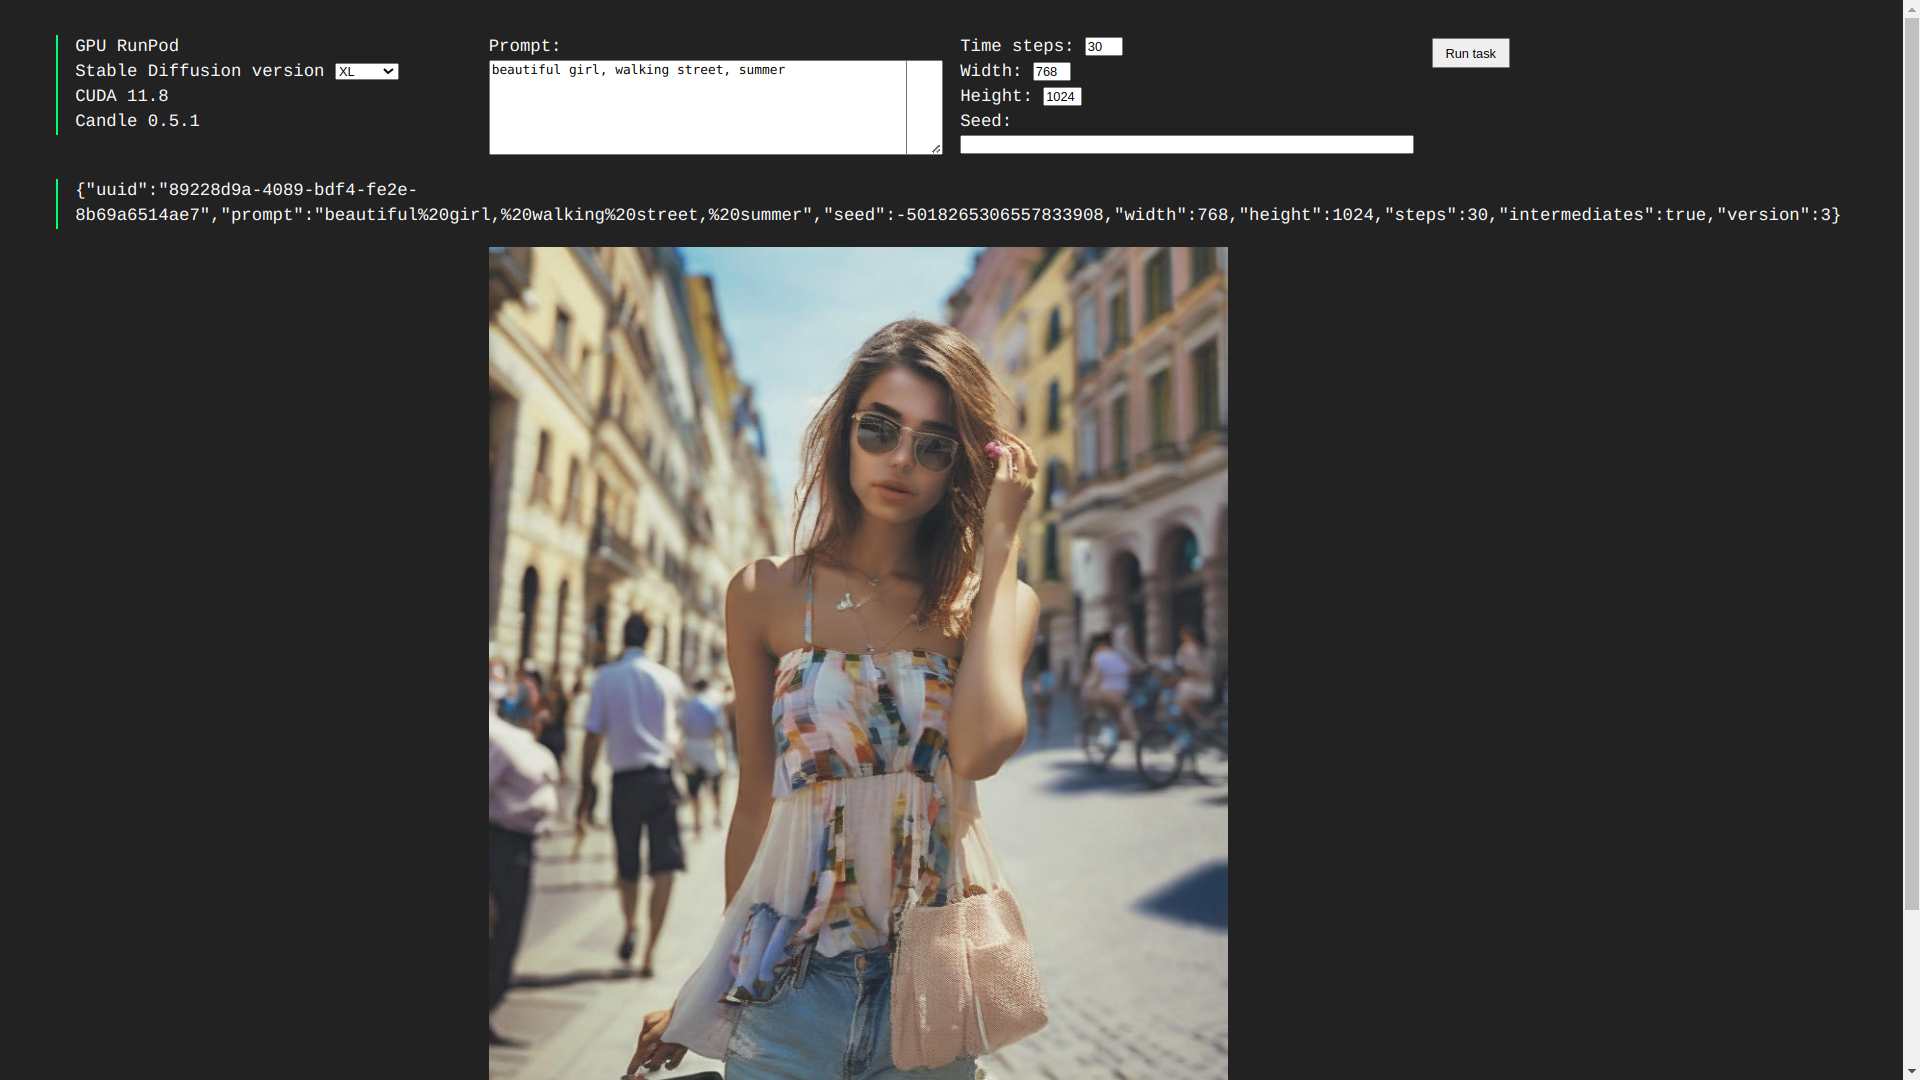 GPU RunPod
Stable Diffusion version XL
CUDA 11.8
Candle 0.5.1
Prompt:
beautiful girl, walking street, summer
Time steps: 30
Width: 768
Height: 1024
Seed:
Run task
{"uuid":"89228d9a-4089-bdf4-fe2e-
8b69a6514ae7","prompt":"beautiful%20girl,%20walking%20street,%20summer","seed":-5018265306557833908,"width":768,"height":1024,"steps":30,"intermediates":true,"version":3}